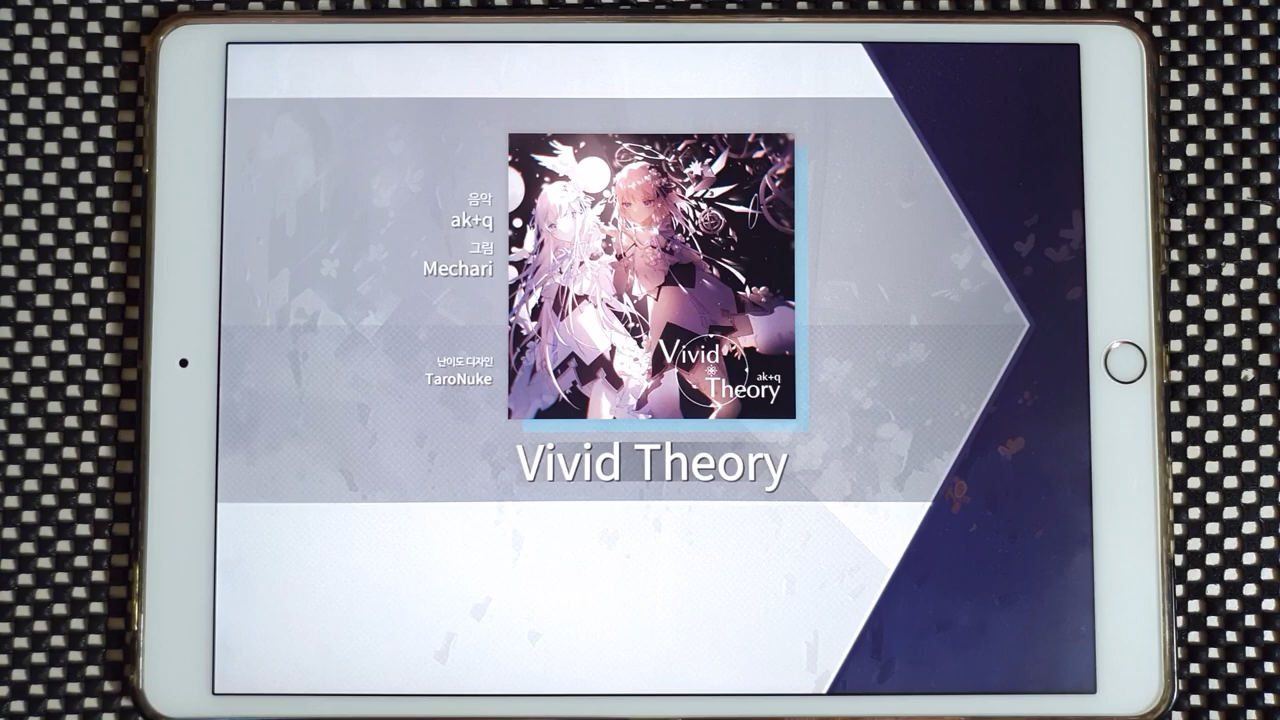 음악
ak+q
그림
Mechari
난이도 디자인
TaroNuke
Vivid
Theory
ak+q
Vivid Theory